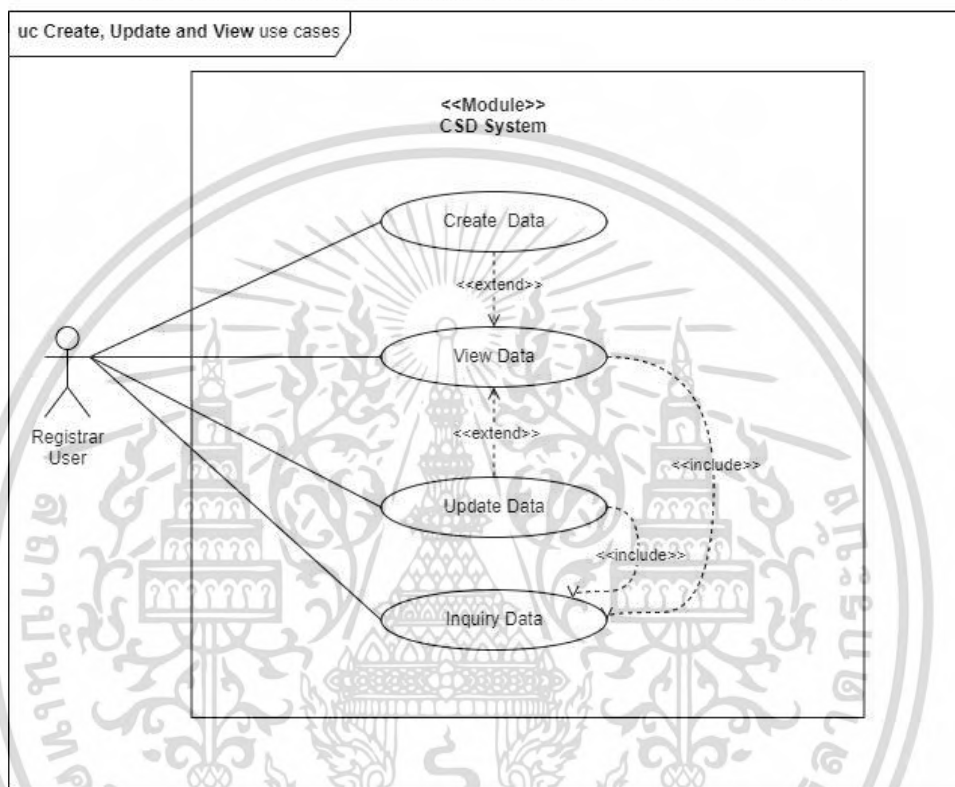 uc Create, Update and View use cases
<<Module>>
CSD System
Create Data
<<extend>>
View Data
<<extend>>
Registrar
User
<<include>>
Update Data
<<include>>
Inquiry Data